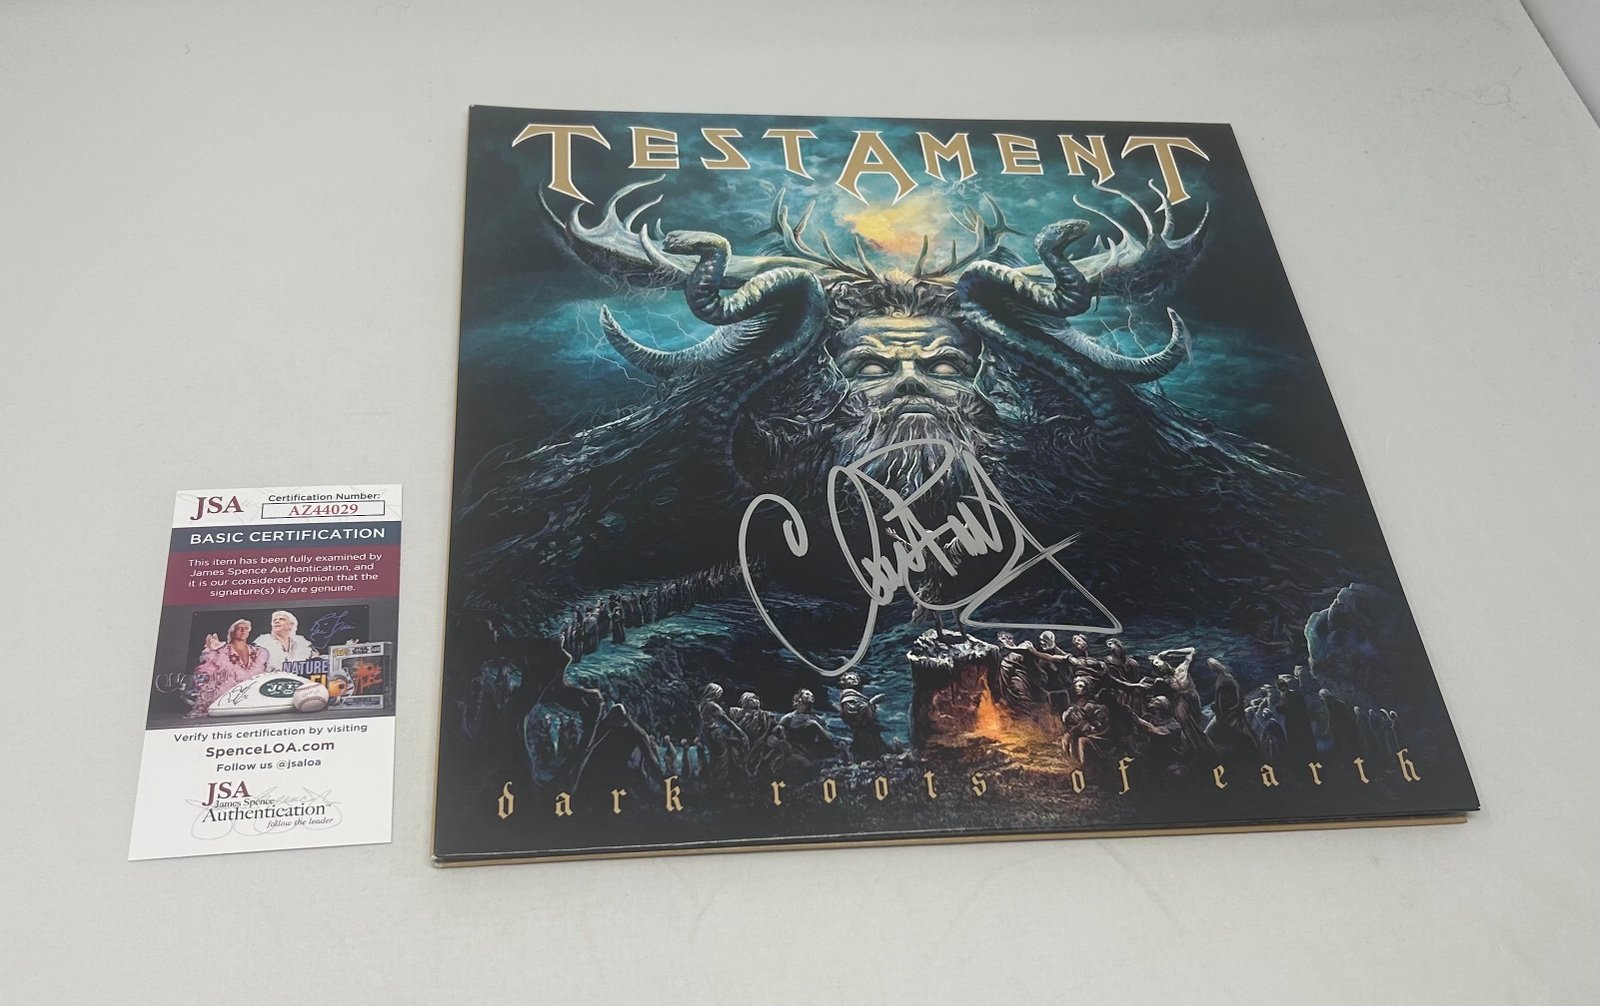 TESTAMENT
dark roots of earth
JSA
Certification Number:
AZ44029
BASIC CERTIFICATION
This item has been fully examined by
James Spence Authentication, and
it is our considered opinion that the
signature(s) is/are genuine.
NATURE
JETS
Verify this certification by visiting
SpenceLOA.com
Follow us @jsaloa
JSA
James Spence
Authentication
follow the leader